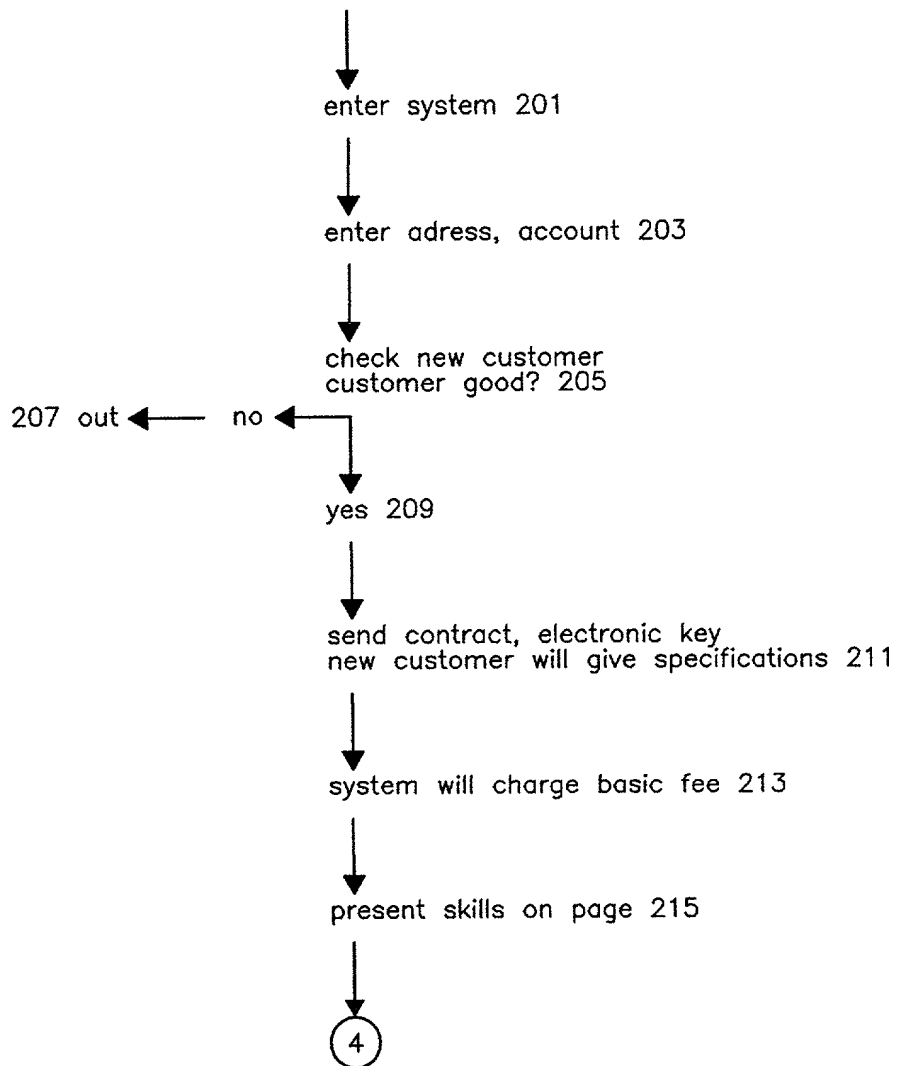 enter system 201
enter adress, account 203
check new customer
customer good? 205
207 out
no
yes 209
send contract, electronic key
new customer will give specifications 211
system will charge basic fee 213
present skills on page 215
4